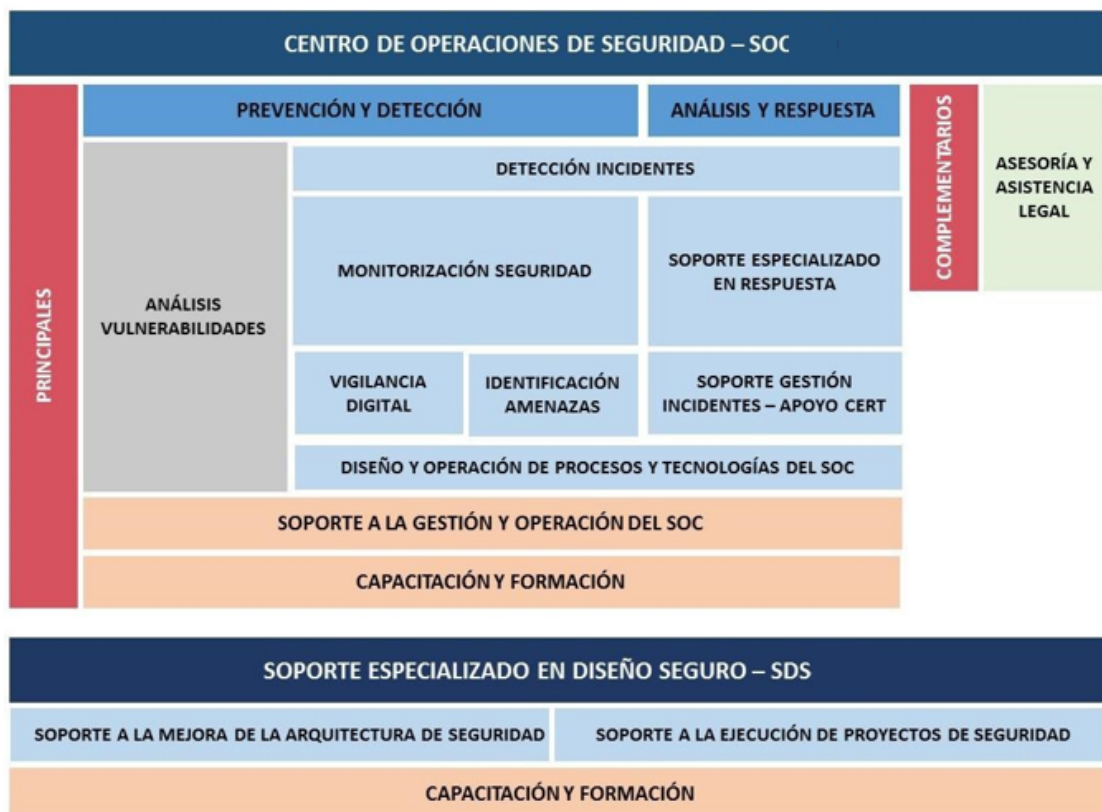 CENTRO DE OPERACIONES DE SEGURIDAD – SOC
PRINCIPALES
PREVENCIÓN Y DETECCIÓN
ANÁLISIS Y RESPUESTA
COMPLEMENTARIOS
ASESORÍA Y
ASISTENCIA
LEGAL
ANÁLISIS
VULNERABILIDADES
DETECCIÓN INCIDENTES
MONITORIZACIÓN SEGURIDAD
SOPORTE ESPECIALIZADO
EN RESPUESTA
VIGILANCIA
DIGITAL
IDENTIFICACIÓN
AMENAZAS
SOPORTE GESTIÓN
INCIDENTES – APOYO CERT
DISEÑO Y OPERACIÓN DE PROCESOS Y TECNOLOGÍAS DEL SOC
SOPORTE A LA GESTIÓN Y OPERACIÓN DEL SOC
CAPACITACIÓN Y FORMACIÓN
SOPORTE ESPECIALIZADO EN DISEÑO SEGURO – SDS
SOPORTE A LA MEJORA DE LA ARQUITECTURA DE SEGURIDAD
SOPORTE A LA EJECUCIÓN DE PROYECTOS DE SEGURIDAD
CAPACITACIÓN Y FORMACIÓN